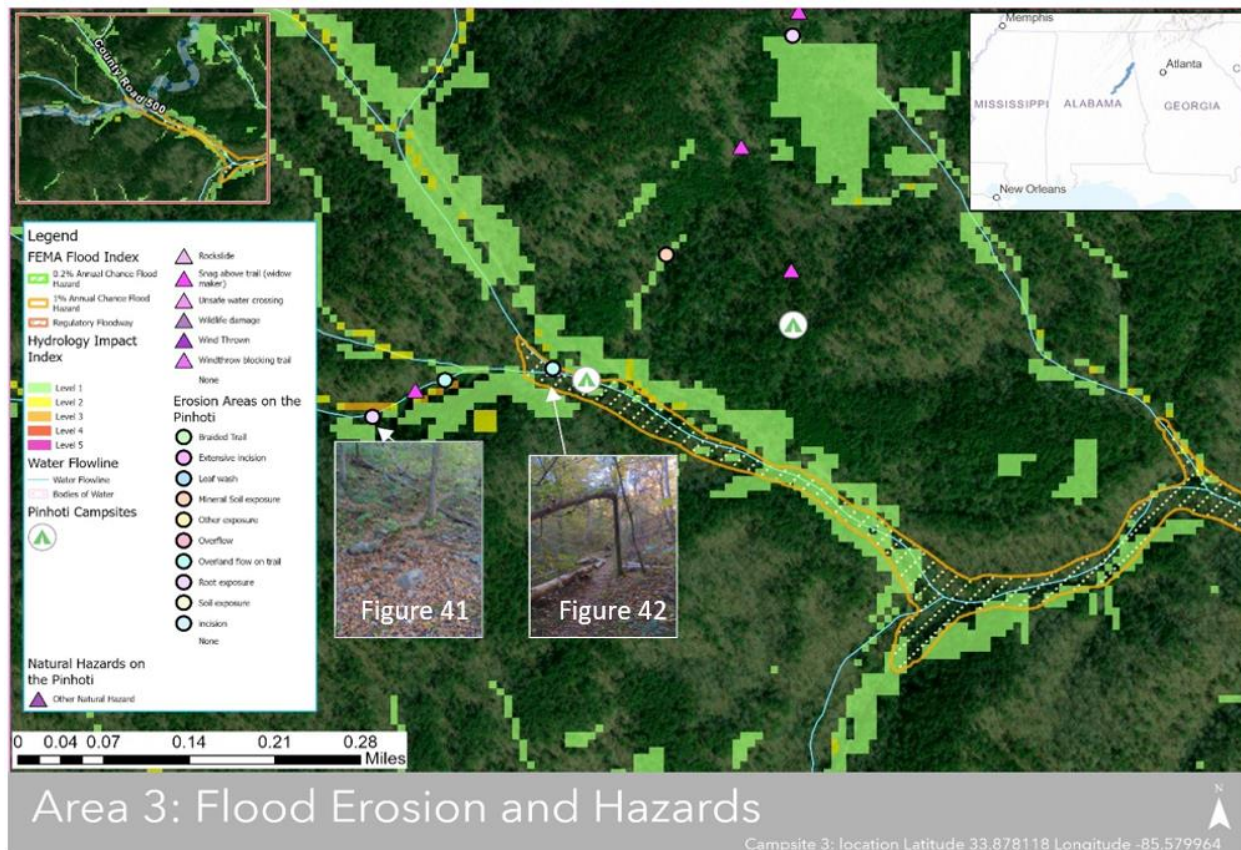 County Road 500
Memphis
Atlanta
MISSISSIPPI
ALABAMA
GEORGIA
C
New Orleans
Legend
FEMA Flood Index
0.2% Annual Chance Flood
Hazard
1% Annual Chance Flood
Hazard
Regulatory Floodway
Hydrology Impact
Index
Level 1
Level 2
Level 3
Level 4
Level 5
Water Flowline
Water Flowline
Bodies of Water
Pinhoti Campsites
Natural Hazards on
the Pinhoti
Other Natural Hazard
Rockslide
Snag above trail (widow
maker)
Unsafe water crossing
Wildlife damage
Wind Thrown
Windthrow blocking trail
None
Erosion Areas on the
Pinhoti
Braided Trail
Extensive incision
Leaf wash
Mineral Soil exposure
Other exposure
Overflow
Overland flow on trail
Root exposure
Soil exposure
Incision
None
Figure 41
Figure 42
0 0.04 0.07 0.14 0.21 0.28
Miles
Area 3: Flood Erosion and Hazards
N
Campsite 3: location Latitude 33.878118 Longitude -85.579964